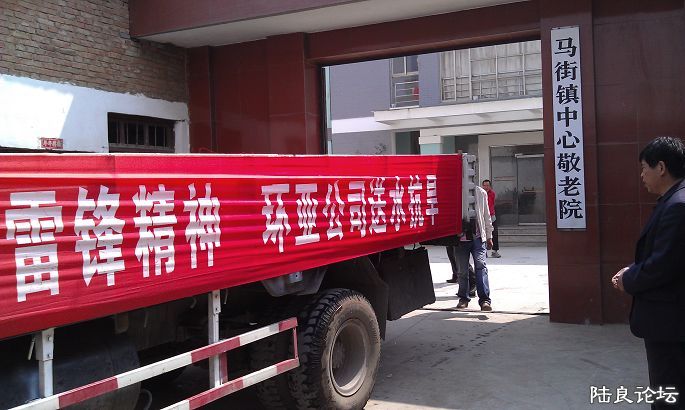 雷锋精神 环亚公司送水抗旱
马街镇中心敬老院
陆良论坛